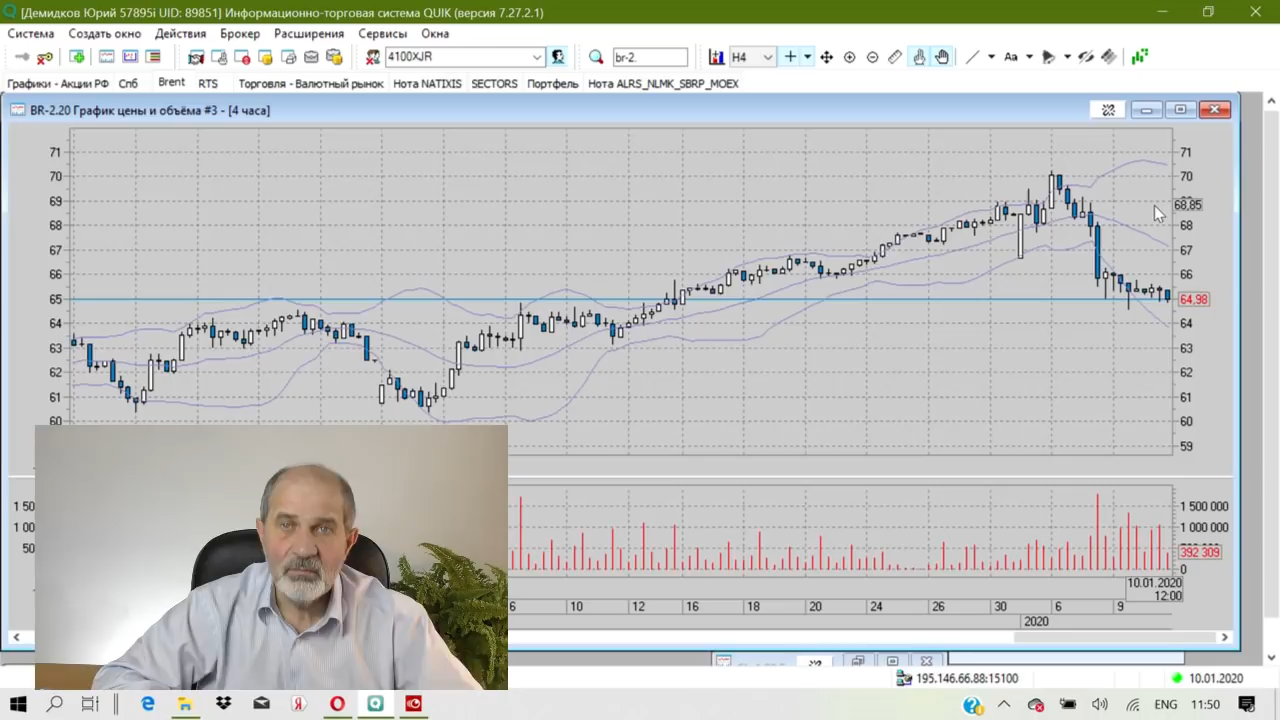 [Демидков Юрий 57895i UID: 89851] Информационно-торговая система QUIK (версия 7.27.2.1)
Система Создать окно Действия Брокер Расширения Сервисы Окна
4100XJR br-2. H4 Aa
Графики - Акции РФ Спб Brent RTS Торговля - Валютный рынок Нота NATIXIS SECTORS Портфель Нота ALRS_NLMK_SBRP_MOEX
BR-2.20 График цены и объёма #3 - [4 часа]
71 71
70 70
69 68,85
68 68
67 67
66 66
65 64,98
64 64
63 63
62 62
61 61
60 60
59
1 500 1 500 000
1 000 1 000 000
500 392 309
0
10.01.2020
12:00
6 10 12 16 18 20 24 26 30 6 9
2020
195.146.66.88:15100 10.01.2020
ENG 11:50